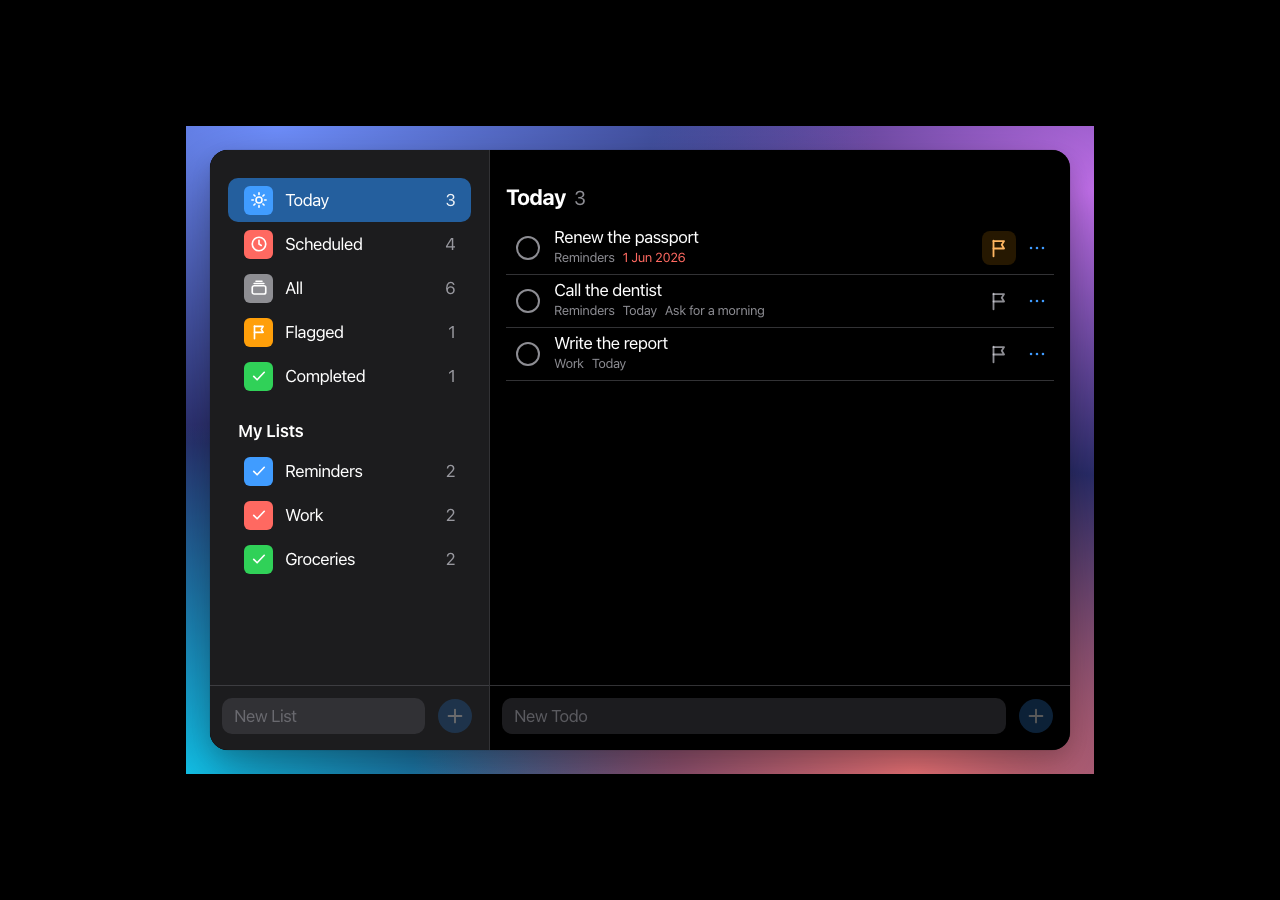 Today 3
Scheduled 4
All 6
Flagged 1
Completed 1
My Lists
Reminders 2
Work 2
Groceries 2
New List
Today 3
Renew the passport
Reminders 1 Jun 2026
Call the dentist
Reminders Today Ask for a morning
Write the report
Work Today
New Todo